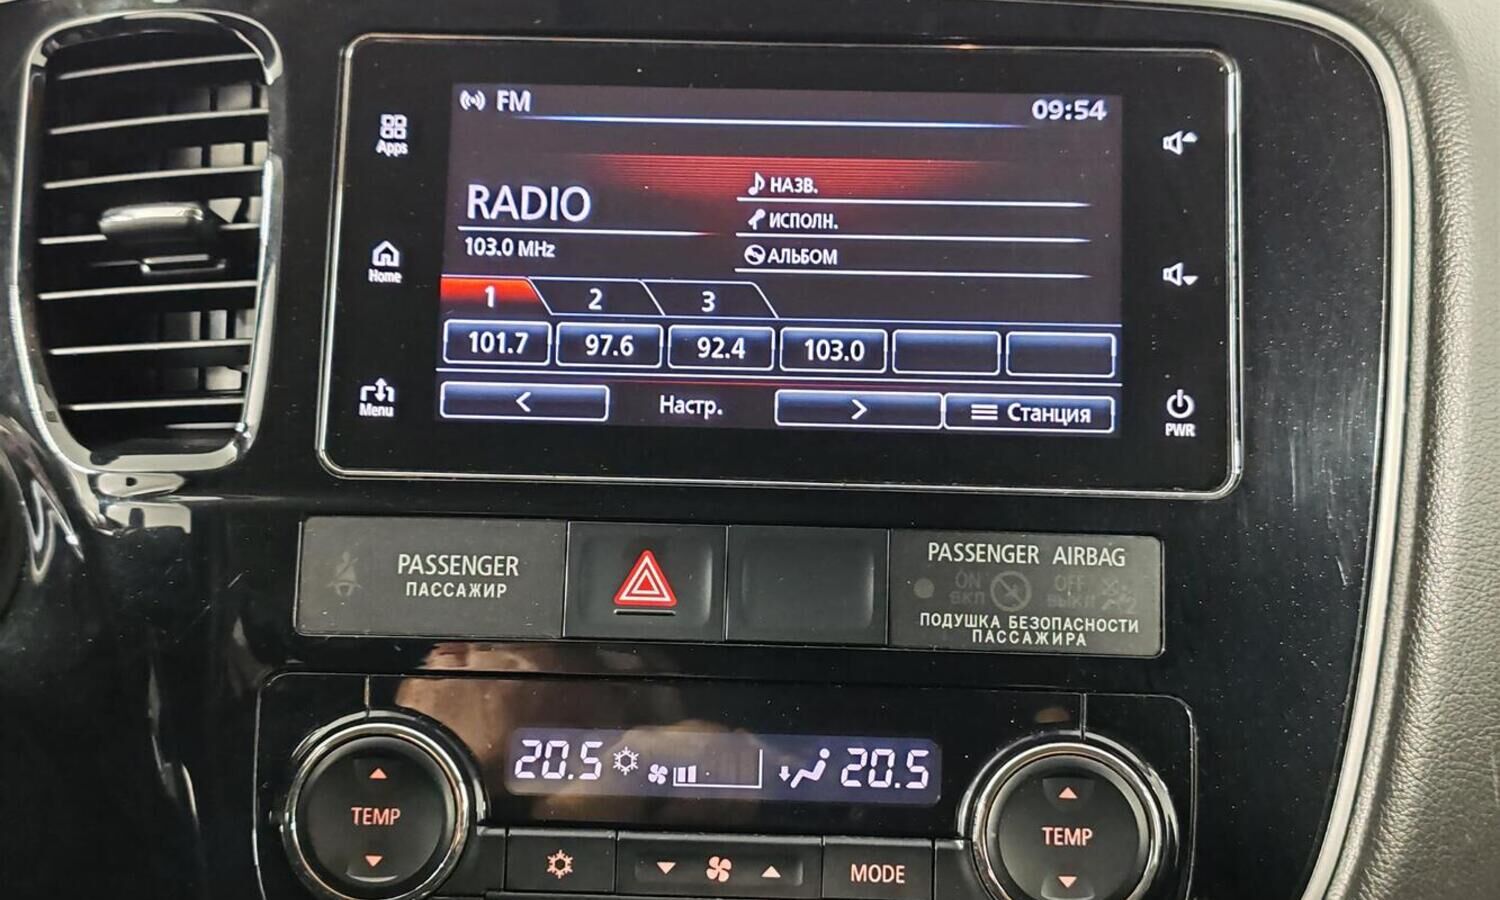 FM 09:54
Apps
RADIO
103.0 MHz
НАЗВ.
ИСПОЛН.
АЛЬБОМ
Home
1 2 3
101.7 97.6 92.4 103.0
< Настр. > Станция
Menu
PWR
PASSENGER
ПАССАЖИР
PASSENGER AIRBAG
ON OFF
ВКЛ ВЫКЛ
ПОДУШКА БЕЗОПАСНОСТИ
ПАССАЖИРА
20.5 20.5
TEMP
TEMP
MODE